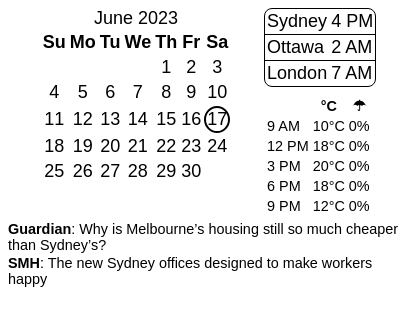 June 2023
Su Mo Tu We Th Fr Sa
1 2 3
4 5 6 7 8 9 10
11 12 13 14 15 16 17
18 19 20 21 22 23 24
25 26 27 28 29 30
Sydney 4 PM
Ottawa 2 AM
London 7 AM
°C ☂
9 AM 10°C 0%
12 PM 18°C 0%
3 PM 20°C 0%
6 PM 18°C 0%
9 PM 12°C 0%
Guardian: Why is Melbourne’s housing still so much cheaper
than Sydney’s?
SMH: The new Sydney offices designed to make workers
happy